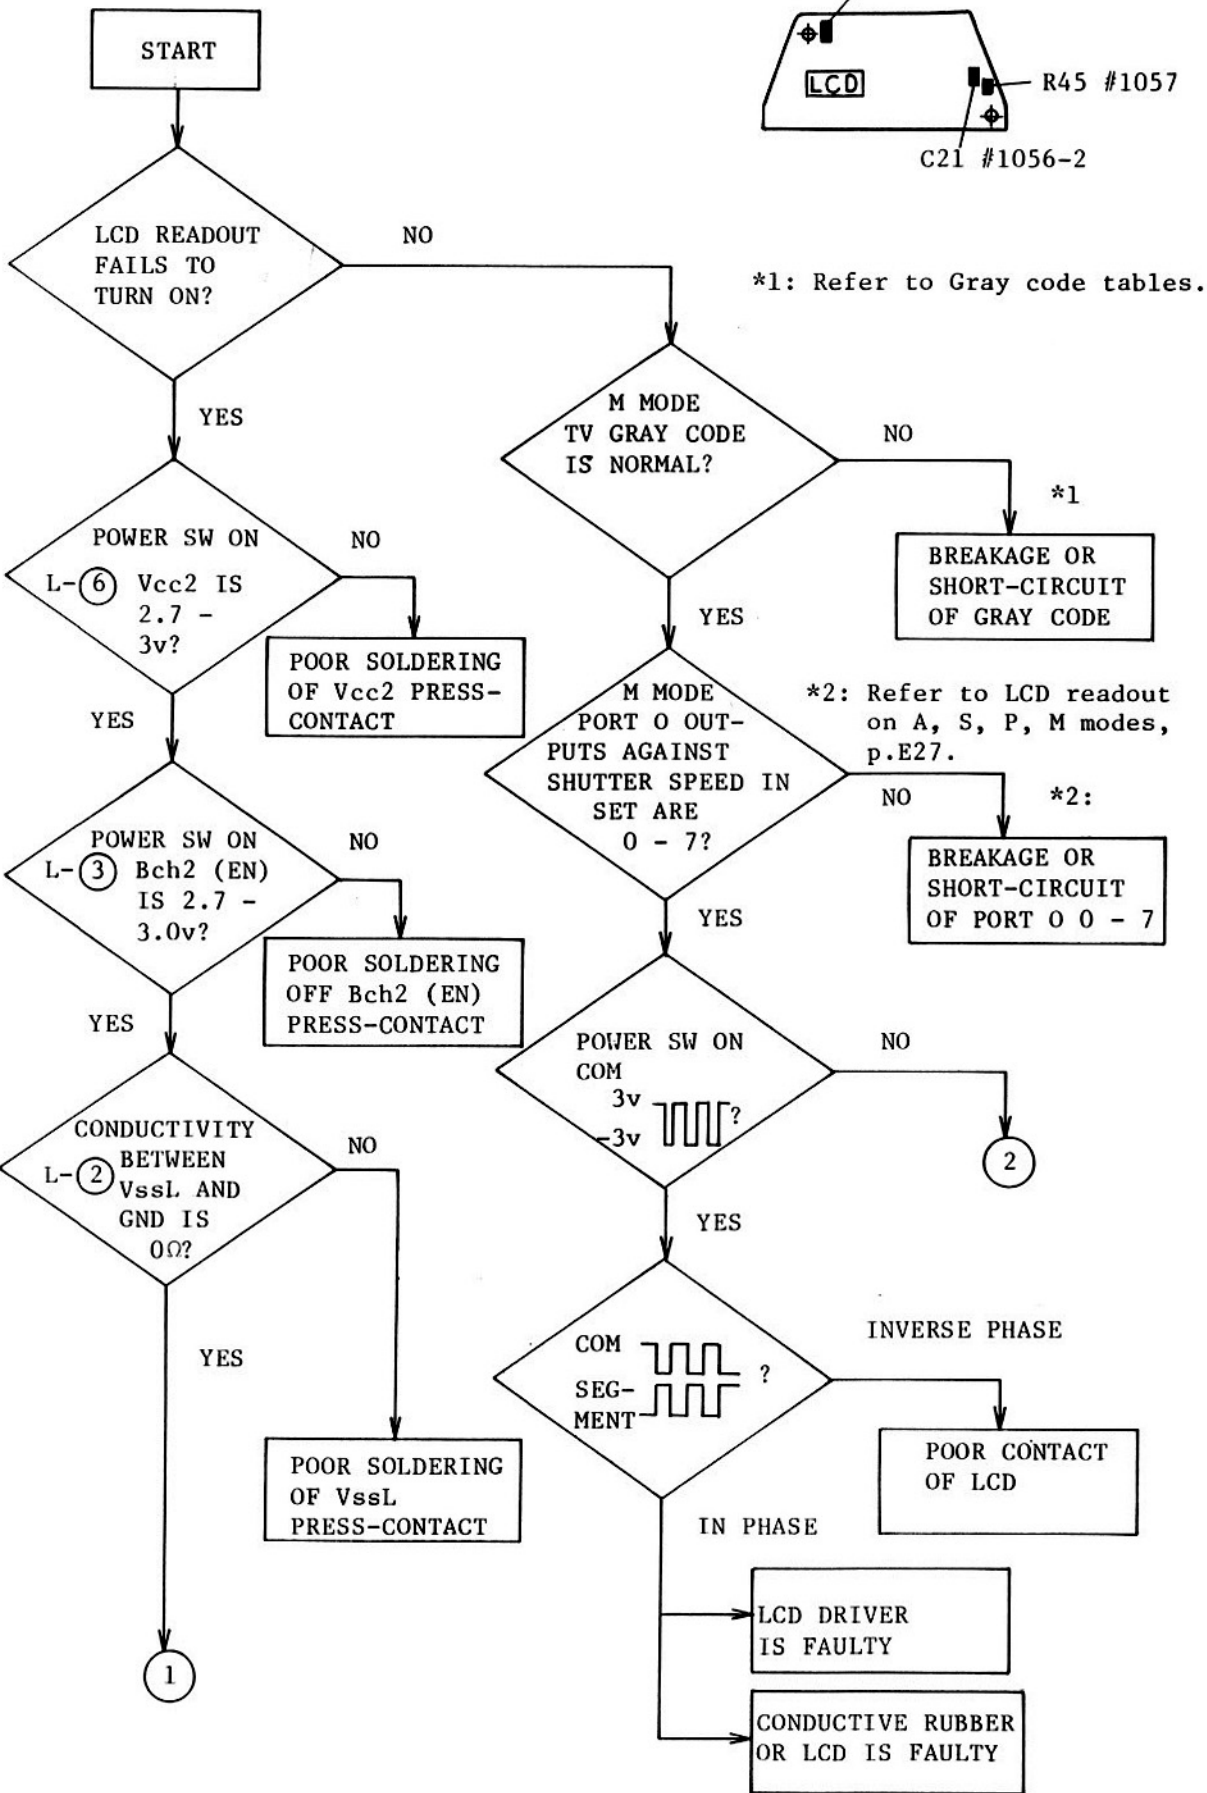 START
LCD
R45 #1057
C21 #1056-2
LCD READOUT
FAILS TO
TURN ON?
NO
*1: Refer to Gray code tables.
YES
M MODE
TV GRAY CODE
IS NORMAL?
NO
*1
BREAKAGE OR
SHORT-CIRCUIT
OF GRAY CODE
POWER SW ON
L-⑥ Vcc2 IS
2.7 -
3v?
NO
POOR SOLDERING
OF Vcc2 PRESS-
CONTACT
YES
YES
M MODE
PORT O OUT-
PUTS AGAINST
SHUTTER SPEED IN
SET ARE
0 - 7?
*2: Refer to LCD readout
on A, S, P, M modes,
p.E27.
NO
*2:
BREAKAGE OR
SHORT-CIRCUIT
OF PORT O 0 - 7
POWER SW ON
L-③ Bch2 (EN)
IS 2.7 -
3.0v?
NO
POOR SOLDERING
OFF Bch2 (EN)
PRESS-CONTACT
YES
YES
POWER SW ON
COM
3v
-3v
?
NO
2
CONDUCTIVITY
BETWEEN
L-② VssL AND
GND IS
0Ω?
NO
POOR SOLDERING
OF VssL
PRESS-CONTACT
YES
1
YES
COM
SEG-
MENT
?
INVERSE PHASE
POOR CONTACT
OF LCD
IN PHASE
LCD DRIVER
IS FAULTY
CONDUCTIVE RUBBER
OR LCD IS FAULTY